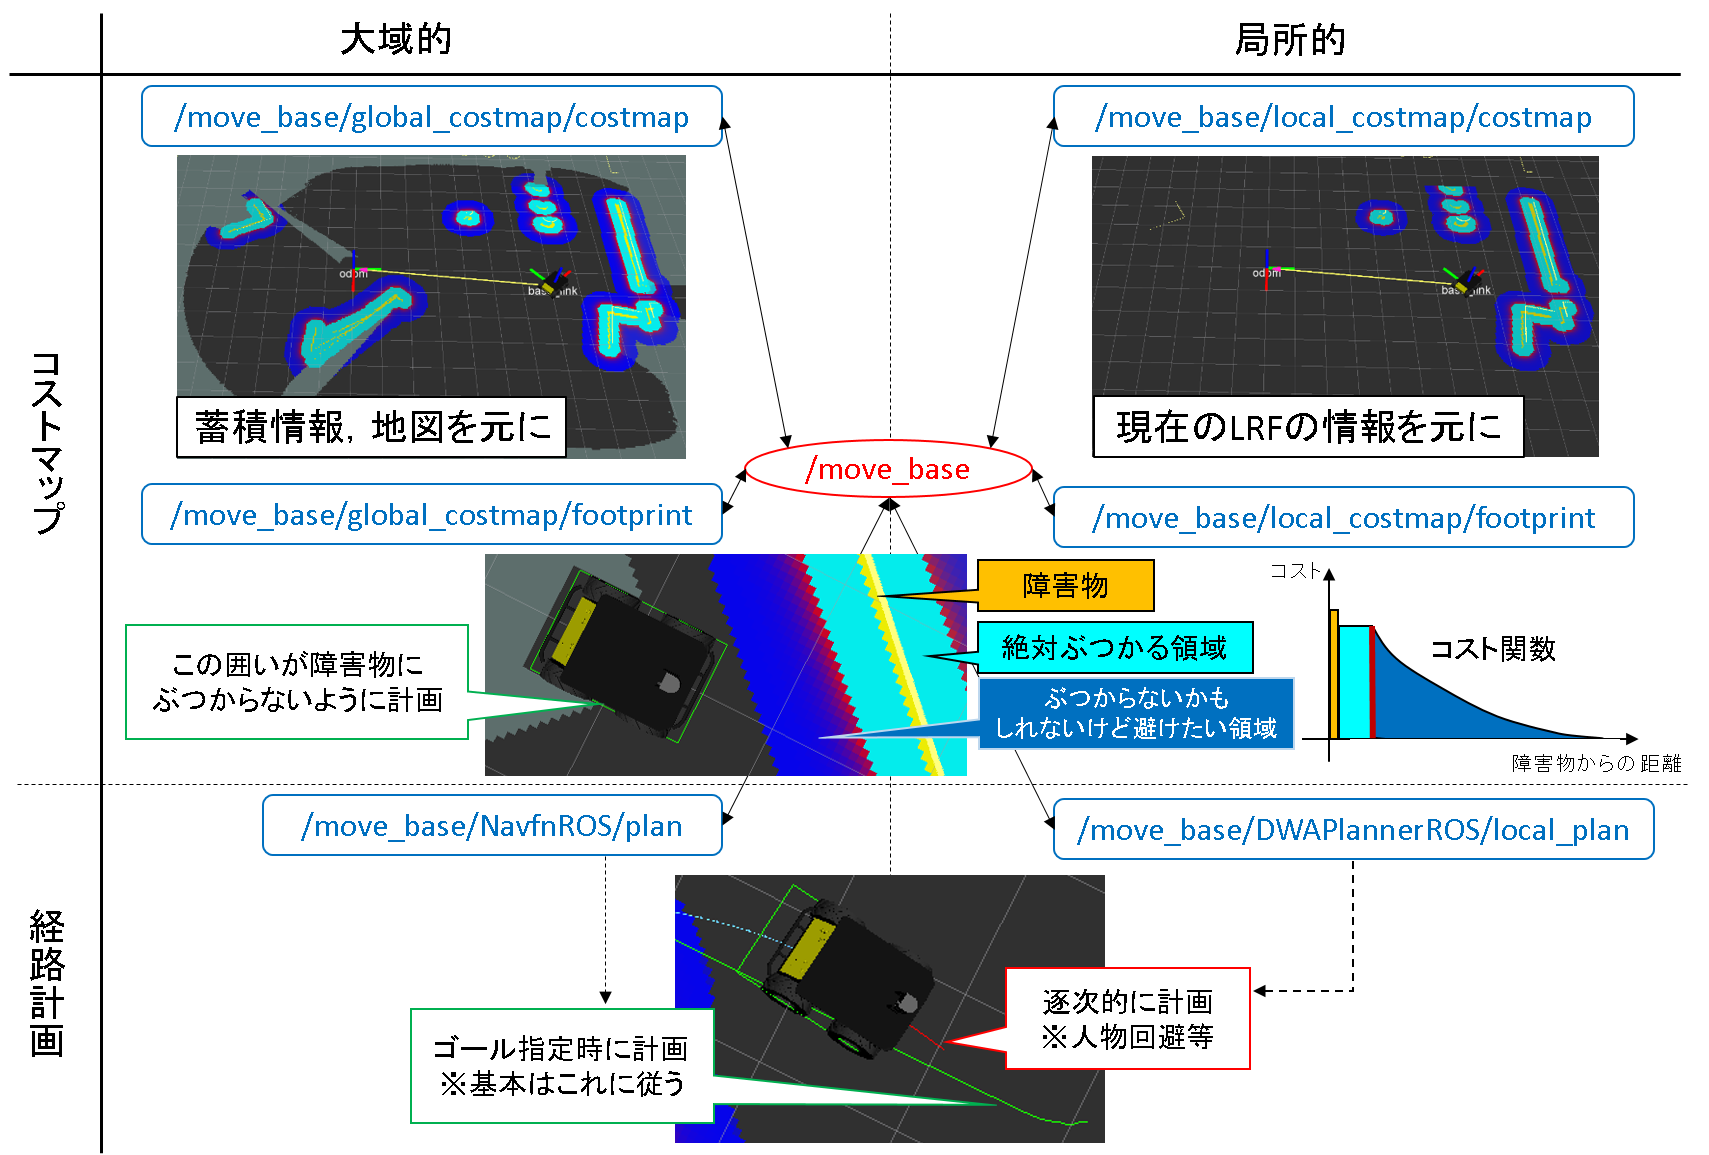 大域的
局所的
コストマップ
/move_base/global_costmap/costmap
/move_base/local_costmap/costmap
odom
base_link
odom
base_link
蓄積情報，地図を元に
現在のLRFの情報を元に
/move_base
/move_base/global_costmap/footprint
/move_base/local_costmap/footprint
この囲いが障害物に
ぶつからないように計画
障害物
絶対ぶつかる領域
ぶつからないかも
しれないけど避けたい領域
コスト
コスト関数
障害物からの距離
経路計画
/move_base/NavfnROS/plan
/move_base/DWAPlannerROS/local_plan
ゴール指定時に計画
※基本はこれに従う
逐次的に計画
※人物回避等